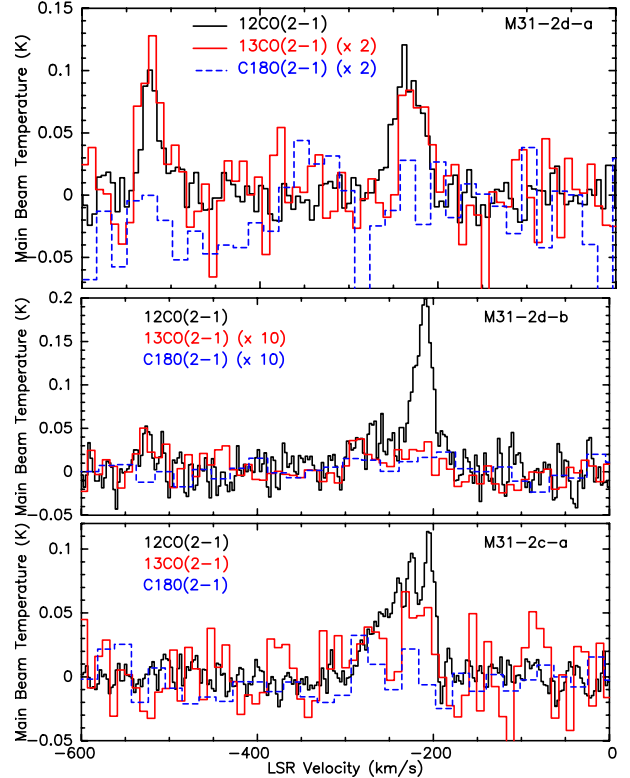 12CO(2-1)
13CO(2-1) (x 2)
C18O(2-1) (x 2)
M31-2d-a
Main Beam Temperature (K)
0.15
0.1
0.05
0
-0.05
12CO(2-1)
13CO(2-1) (x 10)
C18O(2-1) (x 10)
M31-2d-b
Main Beam Temperature (K)
0.2
0.15
0.1
0.05
0
-0.05
12CO(2-1)
13CO(2-1)
C18O(2-1)
M31-2c-a
Main Beam Temperature (K)
0.1
0.05
0
-0.05
-600 -400 -200 0
LSR Velocity (km/s)